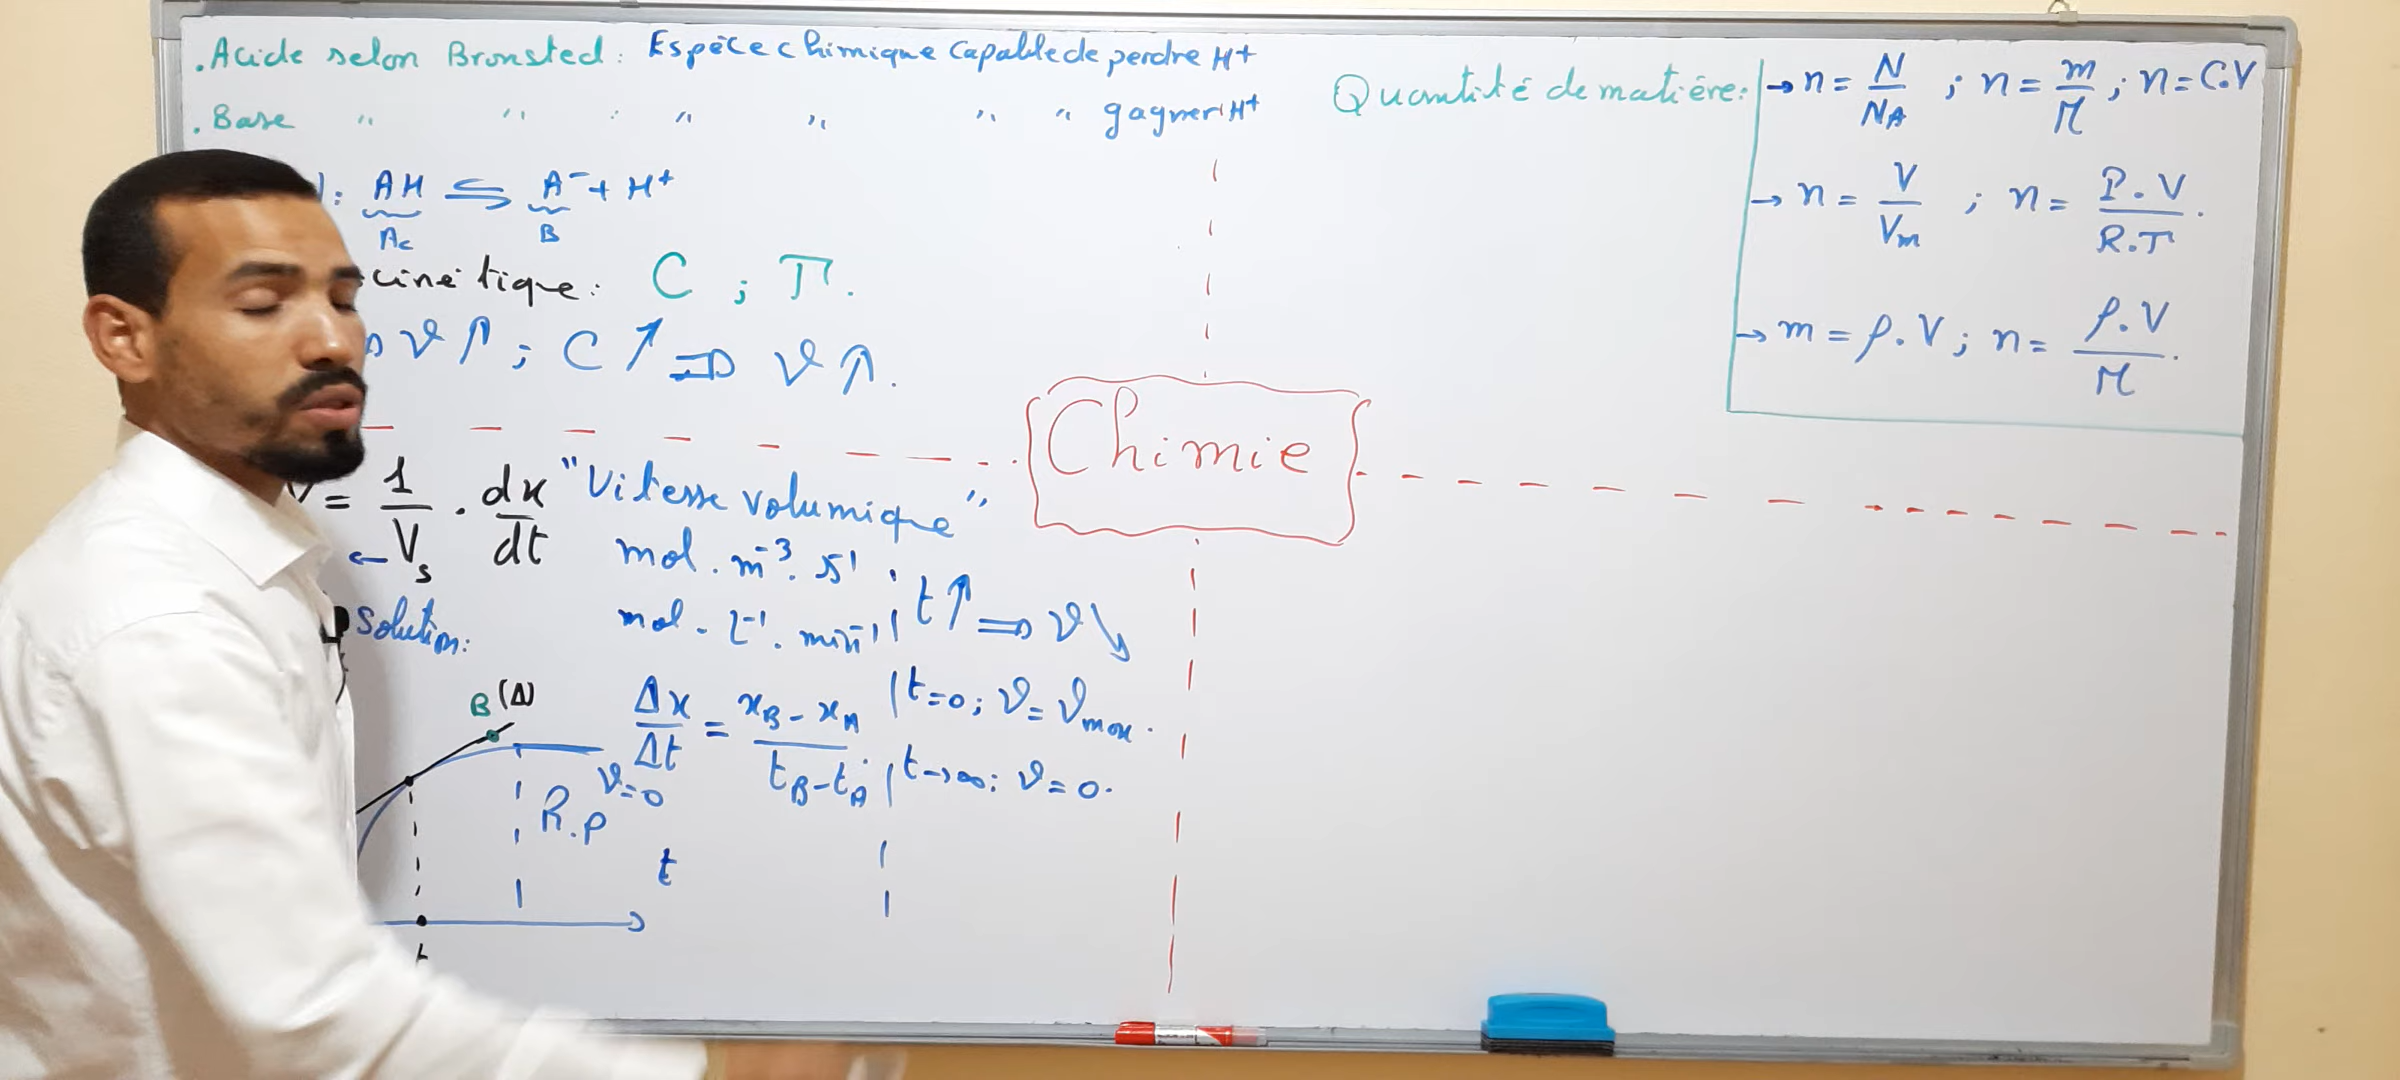 . Acide selon Bronsted : Espèce chimique capable de perdre H⁺
. Base " " : " " " " gagner H⁺
): AH ⇌ A⁻ + H⁺
Ac B
cinétique : C ; T.
⇒ v ↑ ; C ↑ ⇒ v ↑.
Quantité de matière : → n = N/NA ; n = m/M ; n = C.V
→ n = V/Vm ; n = P.V/R.T.
→ m = ρ.V ; n = ρ.V/M.
Chimie
V = 1/Vs . dx/dt "Vitesse volumique"
mol . m⁻³ . s⁻¹
mol . L⁻¹ . min⁻¹
← Solution :
t ↑ ⇒ v ↘
B (Δ)
Δx/Δt = xB - xA / tB - tA
t=0 ; v = vmax.
t→∞ : v = 0.
v=0
R.P
t
t